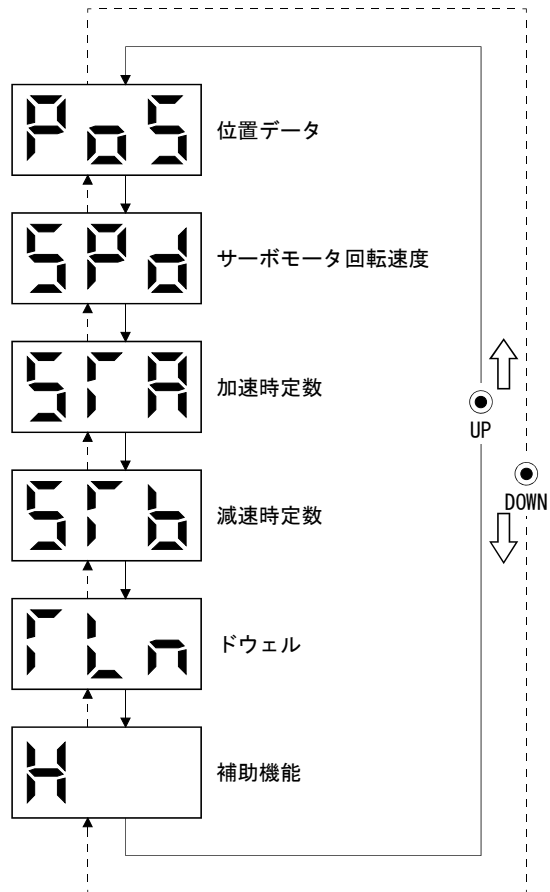 PoS
位置データ
SPd
サーボモータ回転速度
STA
加速時定数
UP
STb
減速時定数
DOWN
TLn
ドウェル
H
補助機能